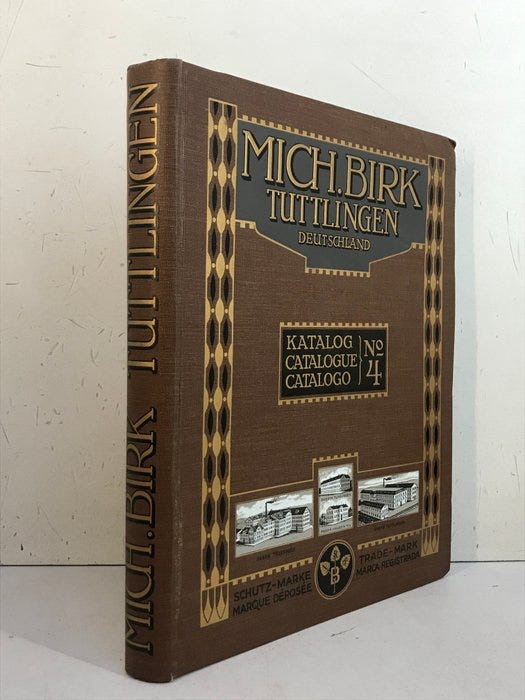 MICH. BIRK TUTTLINGEN
MICH. BIRK
TUTTLINGEN
DEUTSCHLAND
KATALOG
CATALOGUE
CATALOGO
No 4
SCHUTZ-MARKE
MARQUE DÉPOSÉE
B
TRADE-MARK
MARCA REGISTRADA